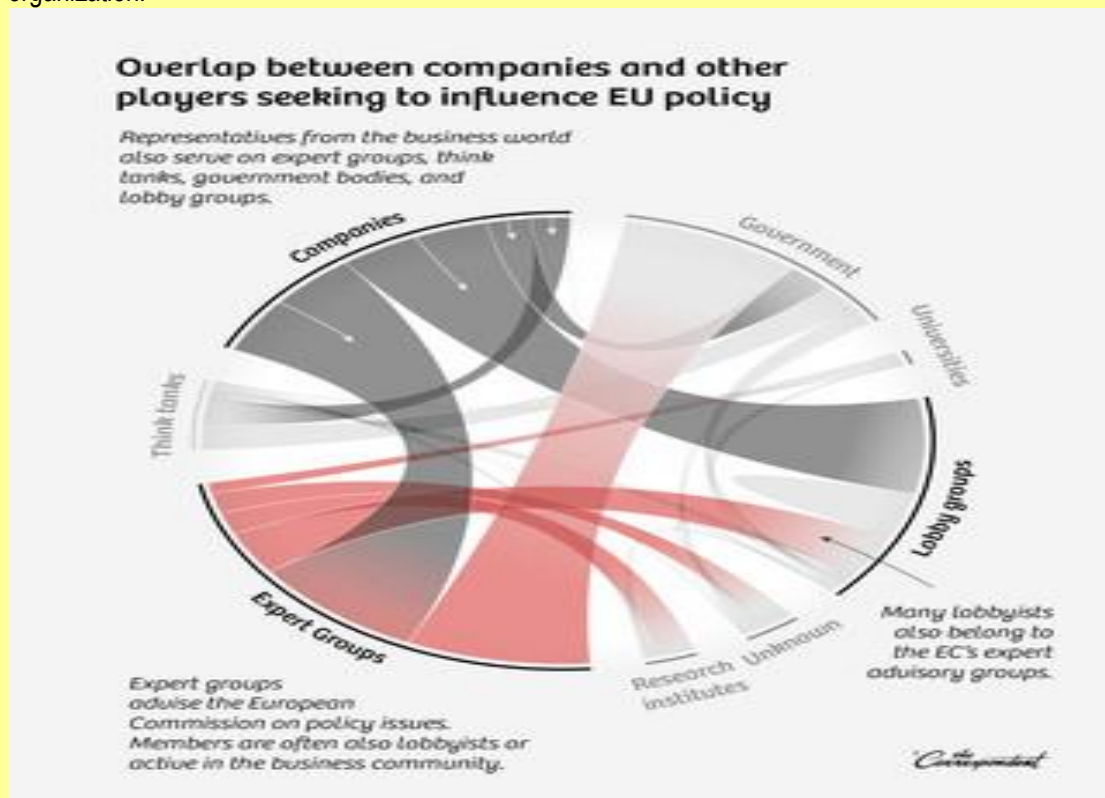 organization.
Overlap between companies and other
players seeking to influence EU policy
Representatives from the business world
also serve on expert groups, think
tanks, government bodies, and
lobby groups.
Companies
Government
Universities
Think tanks
Lobby groups
Expert Groups
Research
institutes
Unknown
Many lobbyists
also belong to
the EC's expert
advisory groups.
Expert groups
advise the European
Commission on policy issues.
Members are often also lobbyists or
active in the business community.
the
Correspondent